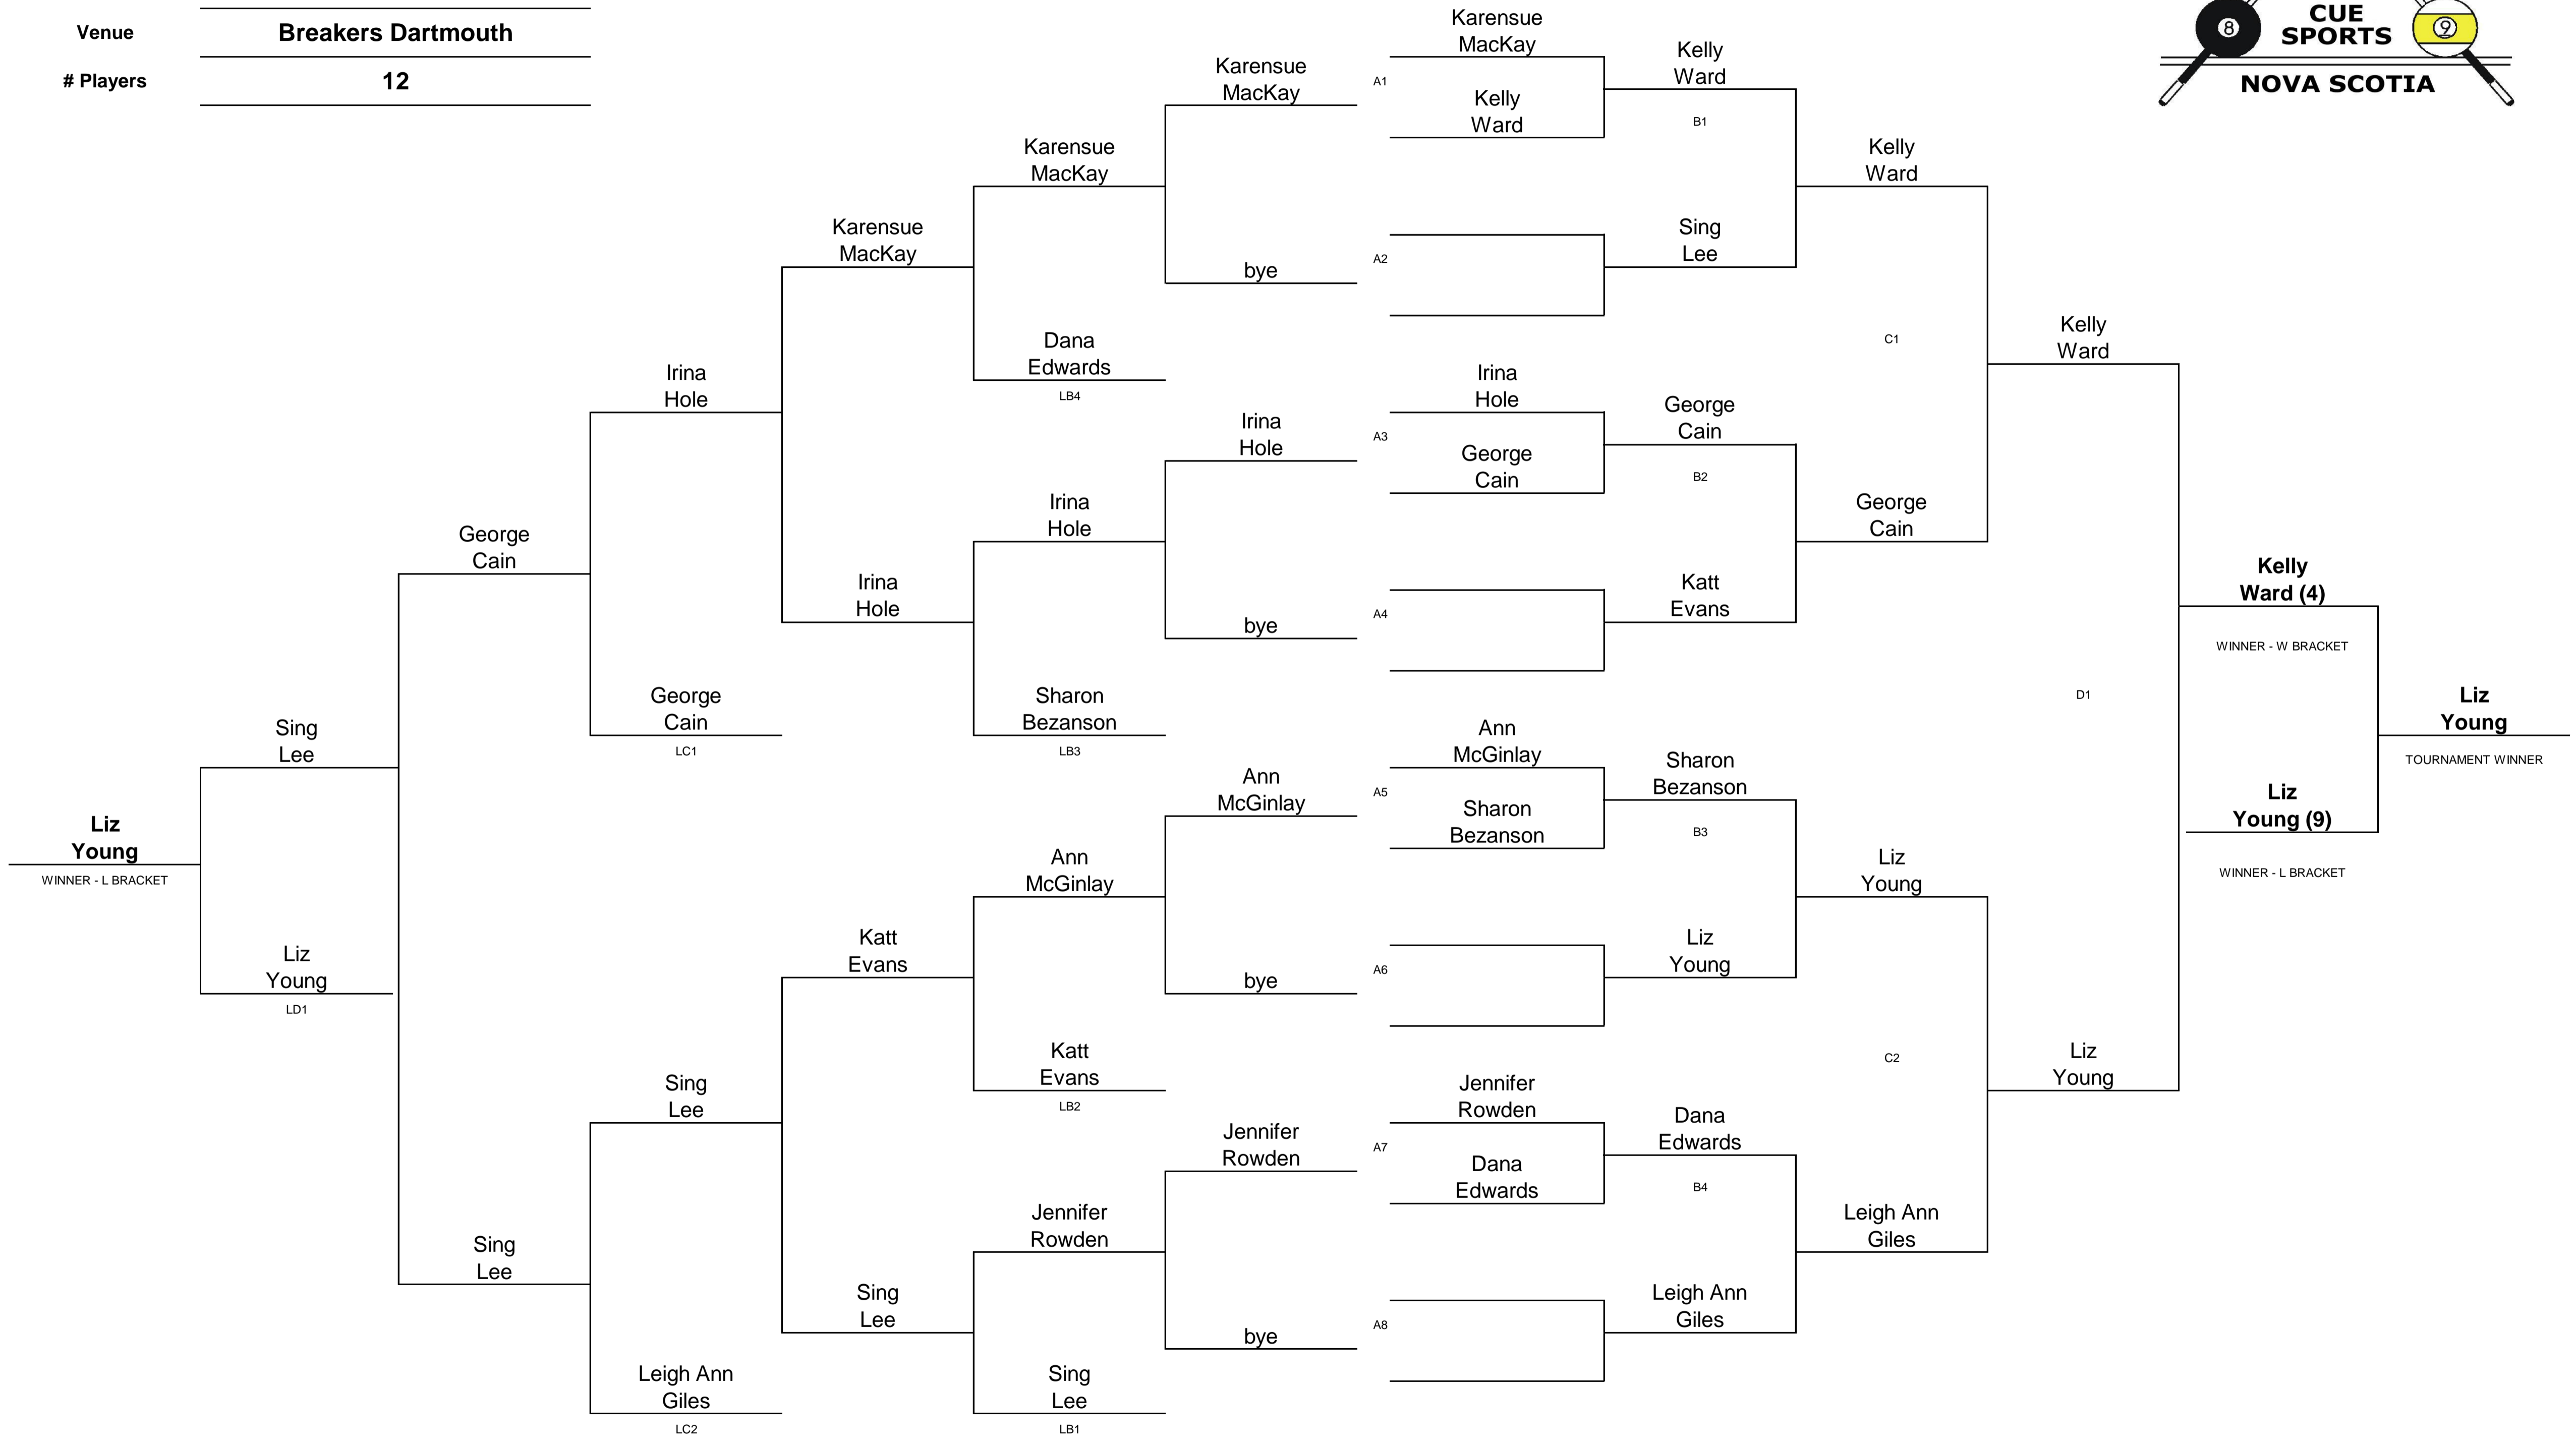 Venue
Breakers Dartmouth
# Players
12
8
CUE
SPORTS
9
NOVA SCOTIA
Liz
Young
WINNER - L BRACKET
Sing
Lee
Liz
Young
LD1
George
Cain
Sing
Lee
Irina
Hole
George
Cain
LC1
Sing
Lee
Leigh Ann
Giles
LC2
Karensue
MacKay
Irina
Hole
Katt
Evans
Sing
Lee
Karensue
MacKay
Dana
Edwards
LB4
Irina
Hole
Sharon
Bezanson
LB3
Ann
McGinlay
Katt
Evans
LB2
Jennifer
Rowden
Sing
Lee
LB1
Karensue
MacKay
bye
Irina
Hole
bye
Ann
McGinlay
bye
Jennifer
Rowden
bye
A1
A2
A3
A4
A5
A6
A7
A8
Karensue
MacKay
Kelly
Ward
Irina
Hole
George
Cain
Ann
McGinlay
Sharon
Bezanson
Jennifer
Rowden
Dana
Edwards
Kelly
Ward
B1
Sing
Lee
George
Cain
B2
Katt
Evans
Sharon
Bezanson
B3
Liz
Young
Dana
Edwards
B4
Leigh Ann
Giles
Kelly
Ward
C1
George
Cain
Liz
Young
C2
Leigh Ann
Giles
Kelly
Ward
D1
Liz
Young
Kelly
Ward (4)
WINNER - W BRACKET
Liz
Young (9)
WINNER - L BRACKET
Liz
Young
TOURNAMENT WINNER